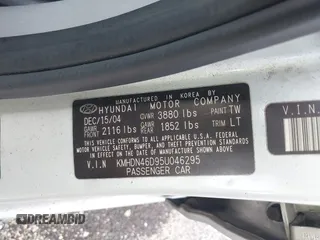 MANUFACTURED IN KOREA BY
HYUNDAI MOTOR COMPANY
DEC/15/04 GVWR 3880 lbs PAINT TW
GAWR FRONT 2116 lbs GAWR REAR 1852 lbs TRIM LT
THIS VEHICLE CONFORMS TO ALL APPLICABLE U.S.
FEDERAL MOTOR VEHICLE SAFETY, BUMPER, AND
THEFT PREVENTION STANDARDS IN EFFECT ON THE
DATE OF MANUFACTURE SHOWN ABOVE.
V.I.N KMHDN46D95U046295
PASSENGER CAR
V.I.N.
DREAMBID